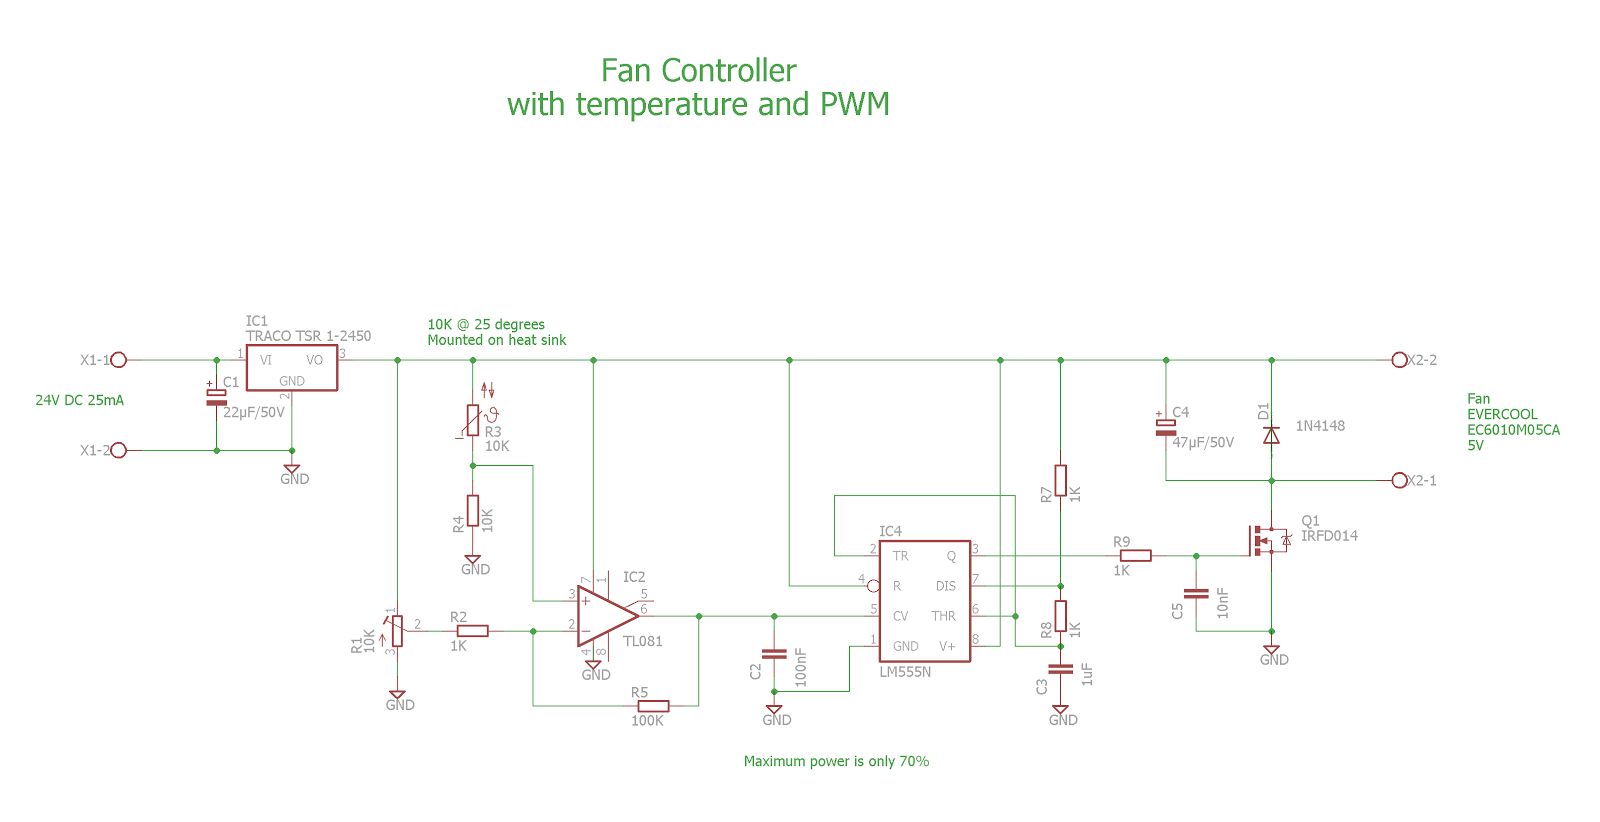 Fan Controller
with temperature and PWM
IC1
TRACO TSR 1-2450
10K @ 25 degrees
Mounted on heat sink
X1-1
1
VI
VO
3
GND
2
+
C1
22µF/50V
24V DC 25mA
X1-2
GND
R3
10K
R4
10K
GND
R1
10K
1
2
3
GND
R2
1K
IC2
TL081
7
1
3
+
2
−
5
6
4
8
GND
R5
100K
C2
100nF
GND
IC4
LM555N
2
TR
4
R
5
CV
1
GND
Q
3
DIS
7
THR
6
V+
8
R7
1K
R8
1K
C3
1uF
GND
R9
1K
C5
10nF
+
C4
47µF/50V
D1
1N4148
Q1
IRFD014
GND
X2-2
X2-1
Fan
EVERCOOL
EC6010M05CA
5V
Maximum power is only 70%